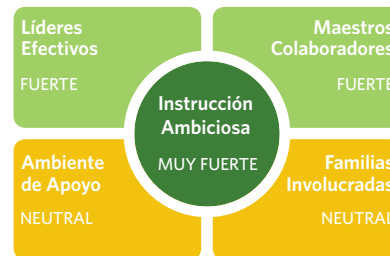 Líderes
Efectivos
FUERTE
Maestros
Colaboradores
FUERTE
Instrucción
Ambiciosa
MUY FUERTE
Ambiente
de Apoyo
NEUTRAL
Familias
Involucradas
NEUTRAL